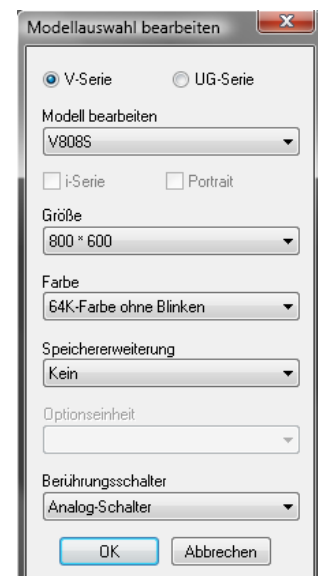 Modellauswahl bearbeiten
V-Serie UG-Serie
Modell bearbeiten
V808S
i-Serie Portrait
Größe
800 * 600
Farbe
64K-Farbe ohne Blinken
Speichererweiterung
Kein
Optionseinheit
Berührungsschalter
Analog-Schalter
OK Abbrechen